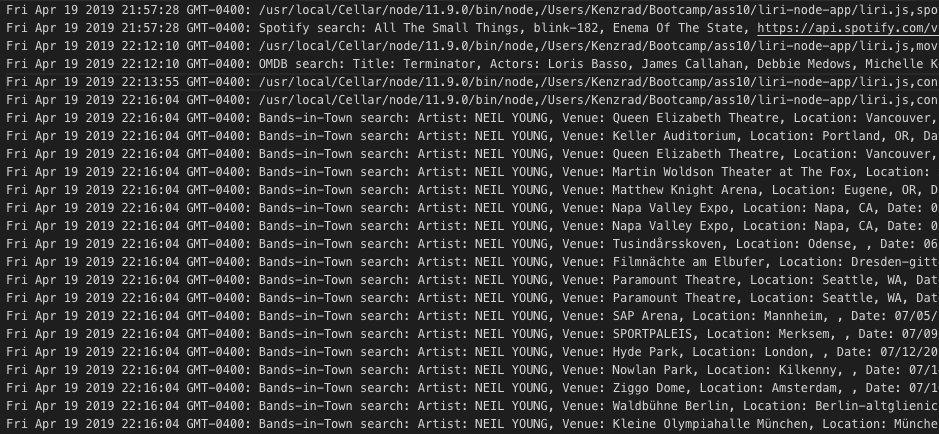 Fri Apr 19 2019 21:57:28 GMT-0400: /usr/local/Cellar/node/11.9.0/bin/node,/Users/Kenzrad/Bootcamp/ass10/liri-node-app/liri.js,spo
Fri Apr 19 2019 21:57:28 GMT-0400: Spotify search: All The Small Things, blink-182, Enema Of The State, https://api.spotify.com/v
Fri Apr 19 2019 22:12:10 GMT-0400: /usr/local/Cellar/node/11.9.0/bin/node,/Users/Kenzrad/Bootcamp/ass10/liri-node-app/liri.js,mov
Fri Apr 19 2019 22:12:10 GMT-0400: OMDB search: Title: Terminator, Actors: Loris Basso, James Callahan, Debbie Medows, Michelle K
Fri Apr 19 2019 22:13:55 GMT-0400: /usr/local/Cellar/node/11.9.0/bin/node,/Users/Kenzrad/Bootcamp/ass10/liri-node-app/liri.js,con
Fri Apr 19 2019 22:16:04 GMT-0400: /usr/local/Cellar/node/11.9.0/bin/node,/Users/Kenzrad/Bootcamp/ass10/liri-node-app/liri.js,con
Fri Apr 19 2019 22:16:04 GMT-0400: Bands-in-Town search: Artist: NEIL YOUNG, Venue: Queen Elizabeth Theatre, Location: Vancouver,
Fri Apr 19 2019 22:16:04 GMT-0400: Bands-in-Town search: Artist: NEIL YOUNG, Venue: Keller Auditorium, Location: Portland, OR, Da
Fri Apr 19 2019 22:16:04 GMT-0400: Bands-in-Town search: Artist: NEIL YOUNG, Venue: Queen Elizabeth Theatre, Location: Vancouver,
Fri Apr 19 2019 22:16:04 GMT-0400: Bands-in-Town search: Artist: NEIL YOUNG, Venue: Martin Woldson Theater at The Fox, Location:
Fri Apr 19 2019 22:16:04 GMT-0400: Bands-in-Town search: Artist: NEIL YOUNG, Venue: Matthew Knight Arena, Location: Eugene, OR, D
Fri Apr 19 2019 22:16:04 GMT-0400: Bands-in-Town search: Artist: NEIL YOUNG, Venue: Napa Valley Expo, Location: Napa, CA, Date: 0
Fri Apr 19 2019 22:16:04 GMT-0400: Bands-in-Town search: Artist: NEIL YOUNG, Venue: Napa Valley Expo, Location: Napa, CA, Date: 0
Fri Apr 19 2019 22:16:04 GMT-0400: Bands-in-Town search: Artist: NEIL YOUNG, Venue: Tusindårsskoven, Location: Odense, , Date: 06
Fri Apr 19 2019 22:16:04 GMT-0400: Bands-in-Town search: Artist: NEIL YOUNG, Venue: Filmnächte am Elbufer, Location: Dresden-gitt
Fri Apr 19 2019 22:16:04 GMT-0400: Bands-in-Town search: Artist: NEIL YOUNG, Venue: Paramount Theatre, Location: Seattle, WA, Dat
Fri Apr 19 2019 22:16:04 GMT-0400: Bands-in-Town search: Artist: NEIL YOUNG, Venue: Paramount Theatre, Location: Seattle, WA, Dat
Fri Apr 19 2019 22:16:04 GMT-0400: Bands-in-Town search: Artist: NEIL YOUNG, Venue: SAP Arena, Location: Mannheim, , Date: 07/05/
Fri Apr 19 2019 22:16:04 GMT-0400: Bands-in-Town search: Artist: NEIL YOUNG, Venue: SPORTPALEIS, Location: Merksem, , Date: 07/09
Fri Apr 19 2019 22:16:04 GMT-0400: Bands-in-Town search: Artist: NEIL YOUNG, Venue: Hyde Park, Location: London, , Date: 07/12/20
Fri Apr 19 2019 22:16:04 GMT-0400: Bands-in-Town search: Artist: NEIL YOUNG, Venue: Nowlan Park, Location: Kilkenny, , Date: 07/1
Fri Apr 19 2019 22:16:04 GMT-0400: Bands-in-Town search: Artist: NEIL YOUNG, Venue: Ziggo Dome, Location: Amsterdam, , Date: 07/1
Fri Apr 19 2019 22:16:04 GMT-0400: Bands-in-Town search: Artist: NEIL YOUNG, Venue: Waldbühne Berlin, Location: Berlin-altglienic
Fri Apr 19 2019 22:16:04 GMT-0400: Bands-in-Town search: Artist: NEIL YOUNG, Venue: Kleine Olympiahalle München, Location: Münche